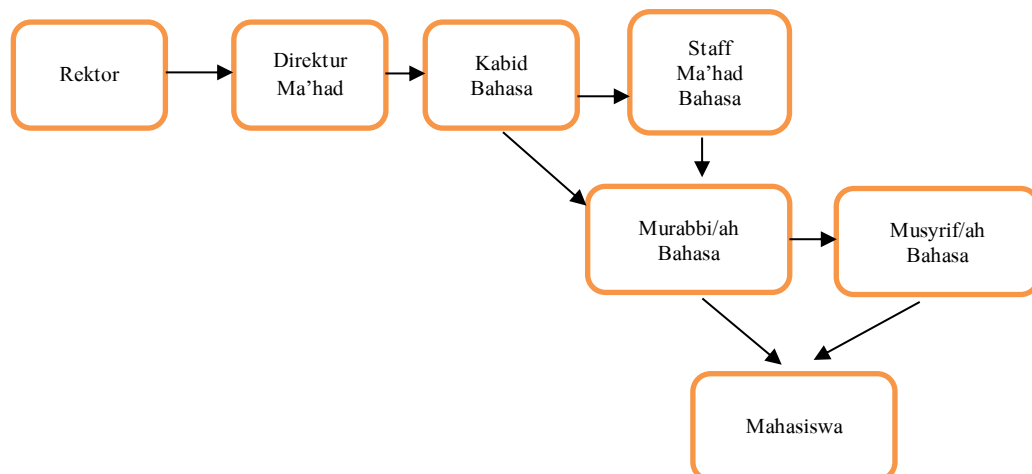 Rektor
Direktur
Ma’had
Kabid
Bahasa
Staff
Ma’had
Bahasa
Murabbi/ah
Bahasa
Musyrif/ah
Bahasa
Mahasiswa